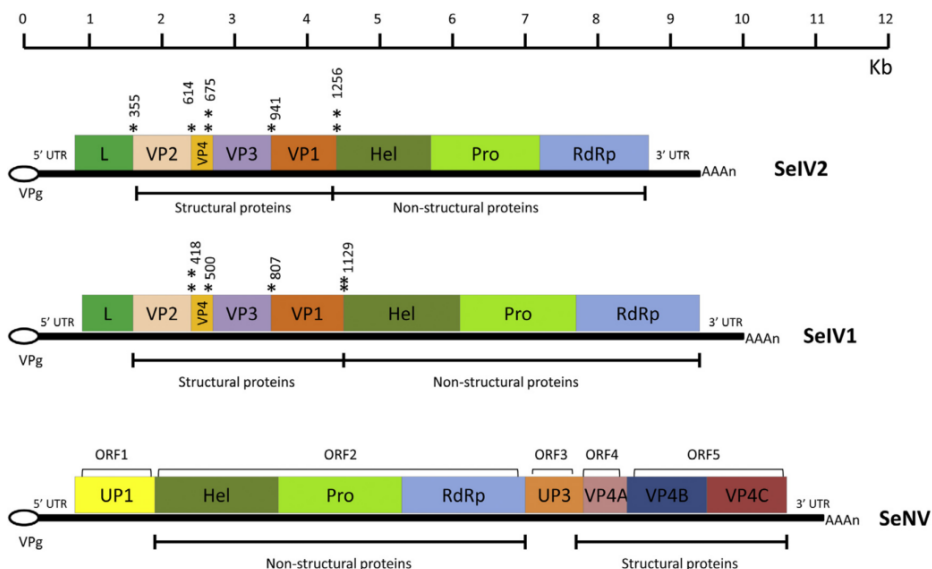 0 1 2 3 4 5 6 7 8 9 10 11 12
Kb
* 355 * 614 * * 675 * 941 * * 1256
5' UTR L VP2 VP4 VP3 VP1 Hel Pro RdRp 3' UTR
AAAn SeIV2
VPg
Structural proteins Non-structural proteins
* * 418 * 500 * 807 ** 1129
5' UTR L VP2 VP4 VP3 VP1 Hel Pro RdRp 3' UTR
AAAn SeIV1
VPg
Structural proteins Non-structural proteins
ORF1 ORF2 ORF3 ORF4 ORF5
5' UTR UP1 Hel Pro RdRp UP3 VP4A VP4B VP4C 3' UTR
AAAn SeNV
VPg
Non-structural proteins Structural proteins